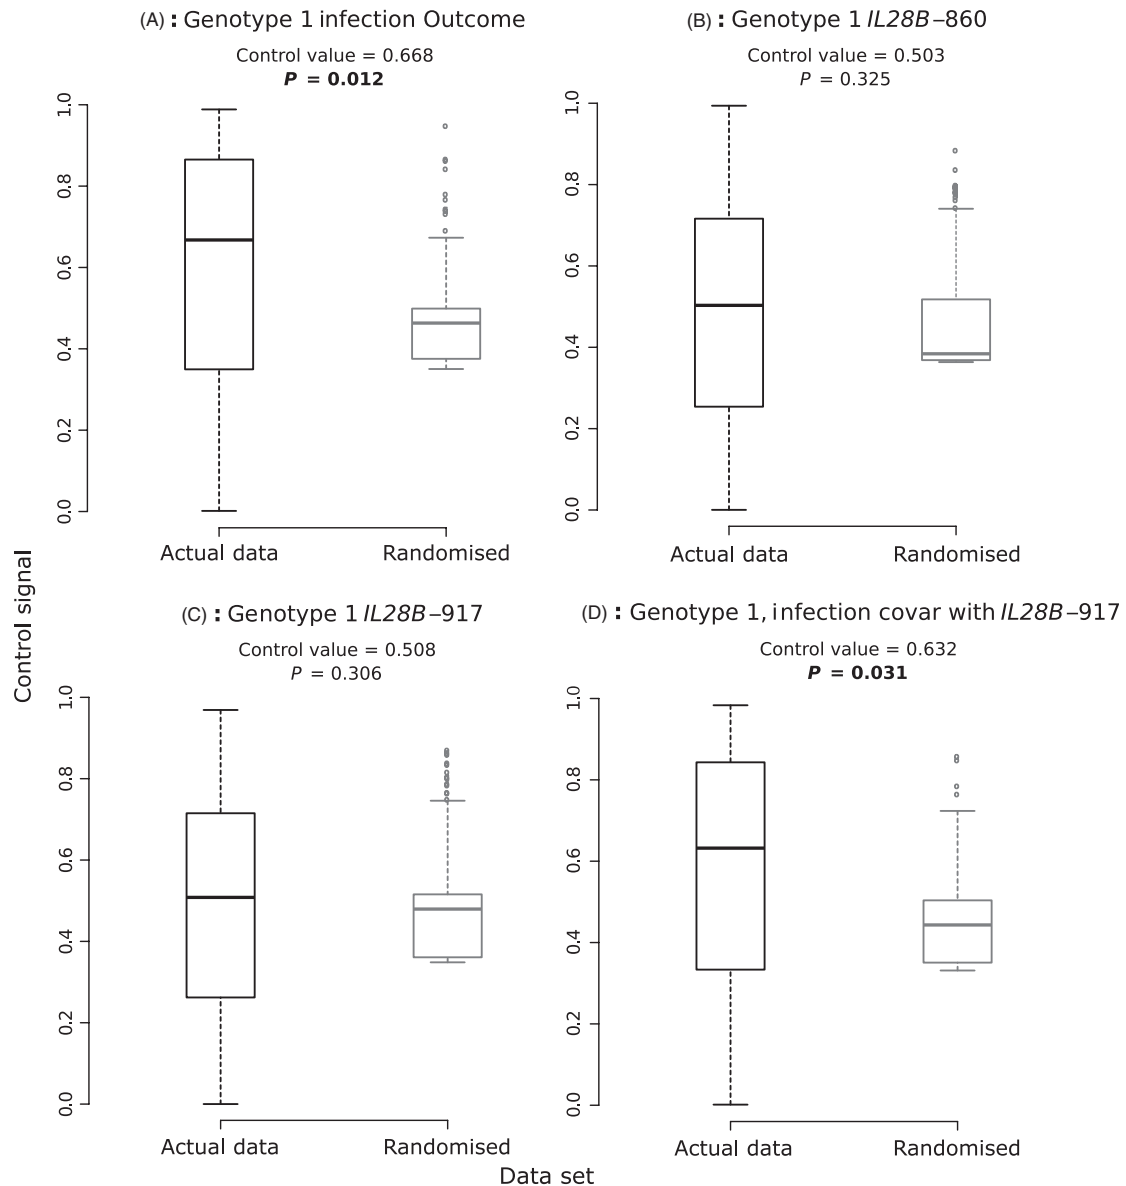 (A) : Genotype 1 infection Outcome
Control value = 0.668
P = 0.012
1.0
0.8
0.6
0.4
0.2
0.0
Actual data
Randomised
(B) : Genotype 1 IL28B–860
Control value = 0.503
P = 0.325
1.0
0.8
0.6
0.4
0.2
0.0
Actual data
Randomised
Control signal
(C) : Genotype 1 IL28B–917
Control value = 0.508
P = 0.306
1.0
0.8
0.6
0.4
0.2
0.0
Actual data
Randomised
(D) : Genotype 1, infection covar with IL28B–917
Control value = 0.632
P = 0.031
1.0
0.8
0.6
0.4
0.2
0.0
Actual data
Randomised
Data set